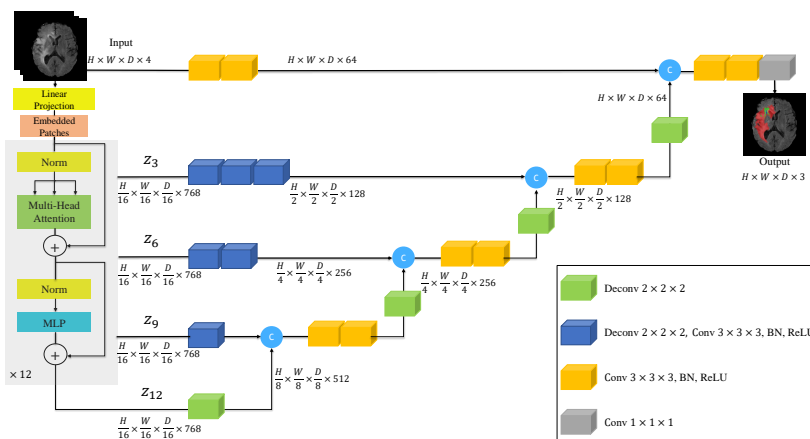 Input
H × W × D × 4
H × W × D × 64
C
Linear
Projection
Embedded
Patches
H × W × D × 64
Output
H × W × D × 3
Norm
Multi-Head
Attention
+
Norm
MLP
+
× 12
Z3
H/16 × W/16 × D/16 × 768
H/2 × W/2 × D/2 × 128
C
H/2 × W/2 × D/2 × 128
Z6
H/16 × W/16 × D/16 × 768
H/4 × W/4 × D/4 × 256
C
H/4 × W/4 × D/4 × 256
Z9
H/16 × W/16 × D/16 × 768
C
H/8 × W/8 × D/8 × 512
Z12
H/16 × W/16 × D/16 × 768
Deconv 2 × 2 × 2
Deconv 2 × 2 × 2, Conv 3 × 3 × 3, BN, ReLU
Conv 3 × 3 × 3, BN, ReLU
Conv 1 × 1 × 1